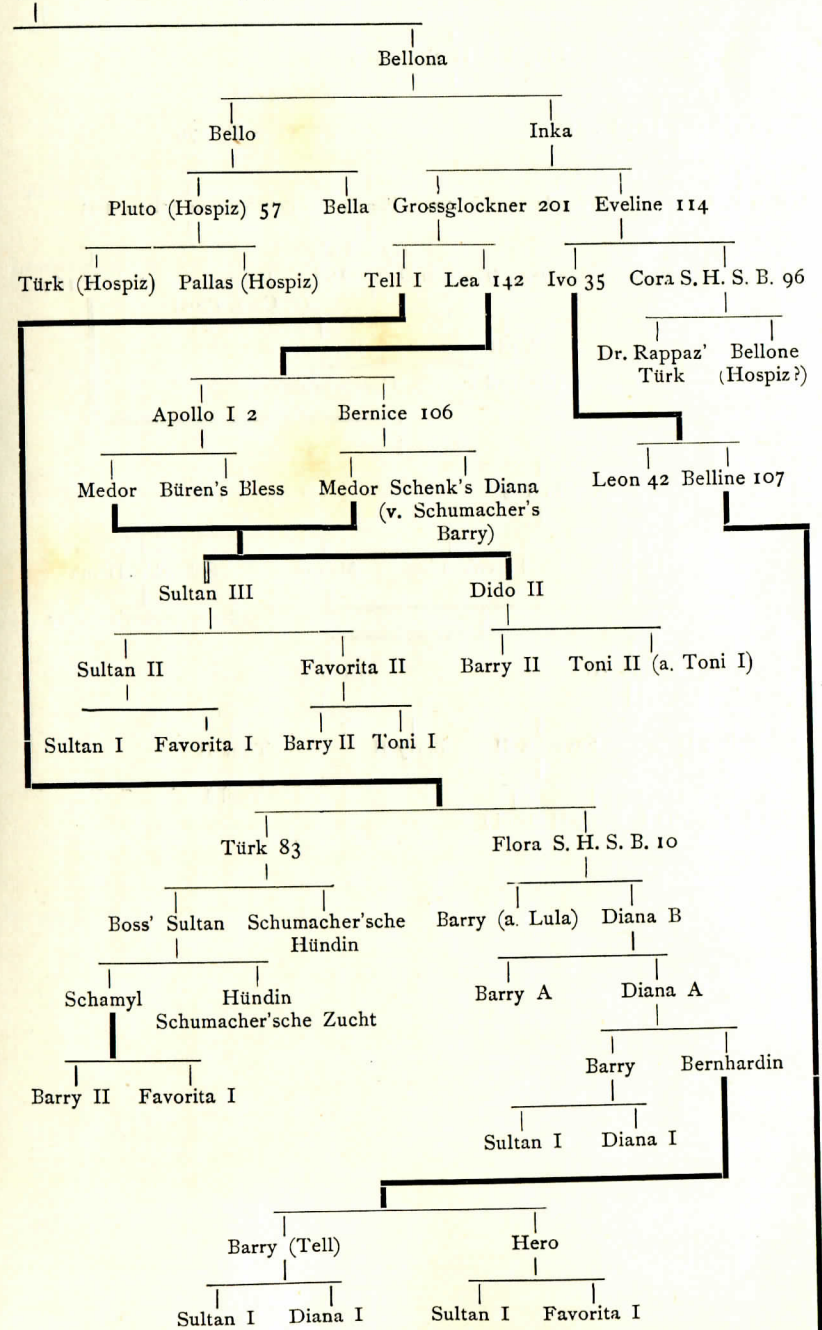 Bellona
Bello Inka
Pluto (Hospiz) 57 Bella Grossglockner 201 Eveline 114
Türk (Hospiz) Pallas (Hospiz) Tell I Lea 142 Ivo 35 Cora S. H. S. B. 96
Dr. Rappaz' Bellone
Türk (Hospiz?)
Apollo I 2 Bernice 106
Leon 42 Belline 107
Medor Büren's Bless Medor Schenk's Diana
(v. Schumacher's
Barry)
Sultan III Dido II
Sultan II Favorita II Barry II Toni II (a. Toni I)
Sultan I Favorita I Barry II Toni I
Türk 83 Flora S. H. S. B. 10
Boss' Sultan Schumacher'sche Barry (a. Lula) Diana B
Hündin
Schamyl Hündin Barry A Diana A
Schumacher'sche Zucht
Barry Bernhardin
Barry II Favorita I
Sultan I Diana I
Barry (Tell) Hero
Sultan I Diana I Sultan I Favorita I